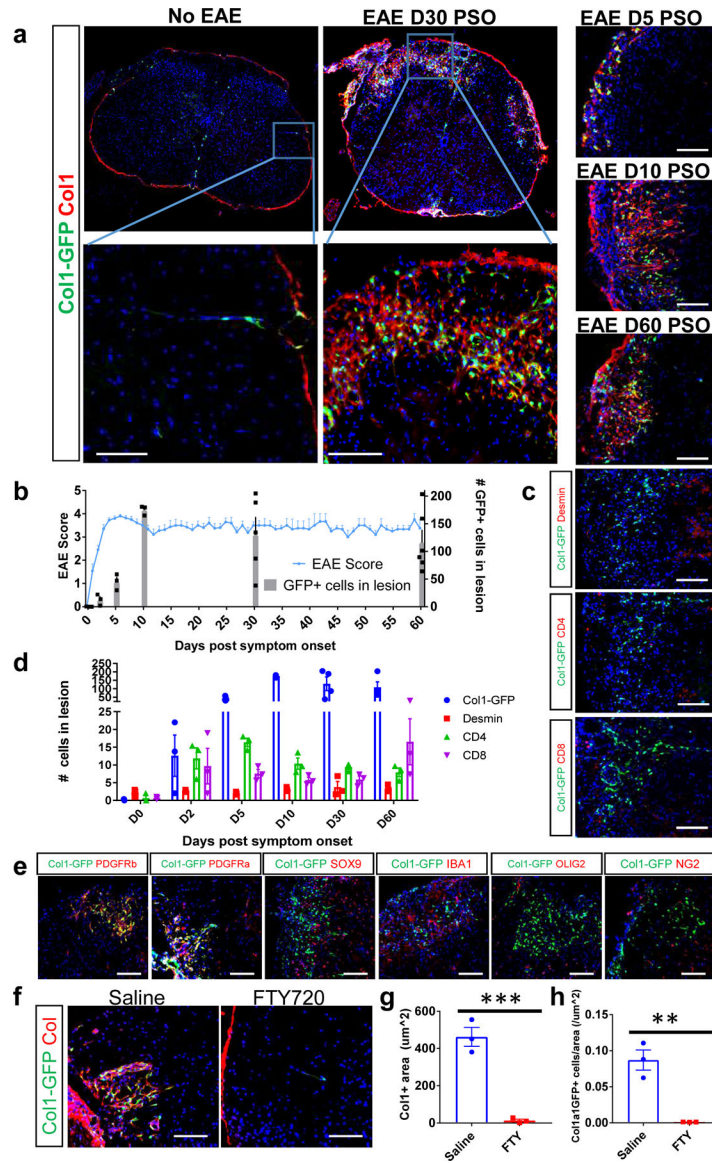 a
No EAE
EAE D30 PSO
EAE D5 PSO
Col1-GFP Col1
EAE D10 PSO
EAE D60 PSO
b
EAE Score
5
4
3
2
1
0
# GFP+ cells in lesion
200
150
100
50
0
EAE Score
GFP+ cells in lesion
0 5 10 15 20 25 30 35 40 45 50 55 60
Days post symptom onset
c
Col1-GFP Desmin
Col1-GFP CD4
Col1-GFP CD8
d
# cells in lesion
250
200
150
100
50
25
20
15
10
5
0
Col1-GFP
Desmin
CD4
CD8
D0 D2 D5 D10 D30 D60
Days post symptom onset
e
Col1-GFP PDGFRb
Col1-GFP PDGFRa
Col1-GFP SOX9
Col1-GFP IBA1
Col1-GFP OLIG2
Col1-GFP NG2
f
Saline
FTY720
Col1-GFP Col
g
Col1+ area (um^2)
600
400
200
0
***
Saline FTY
h
Col1a1GFP+ cells/area (/um^2)
0.15
0.10
0.05
0.00
**
Saline FTY